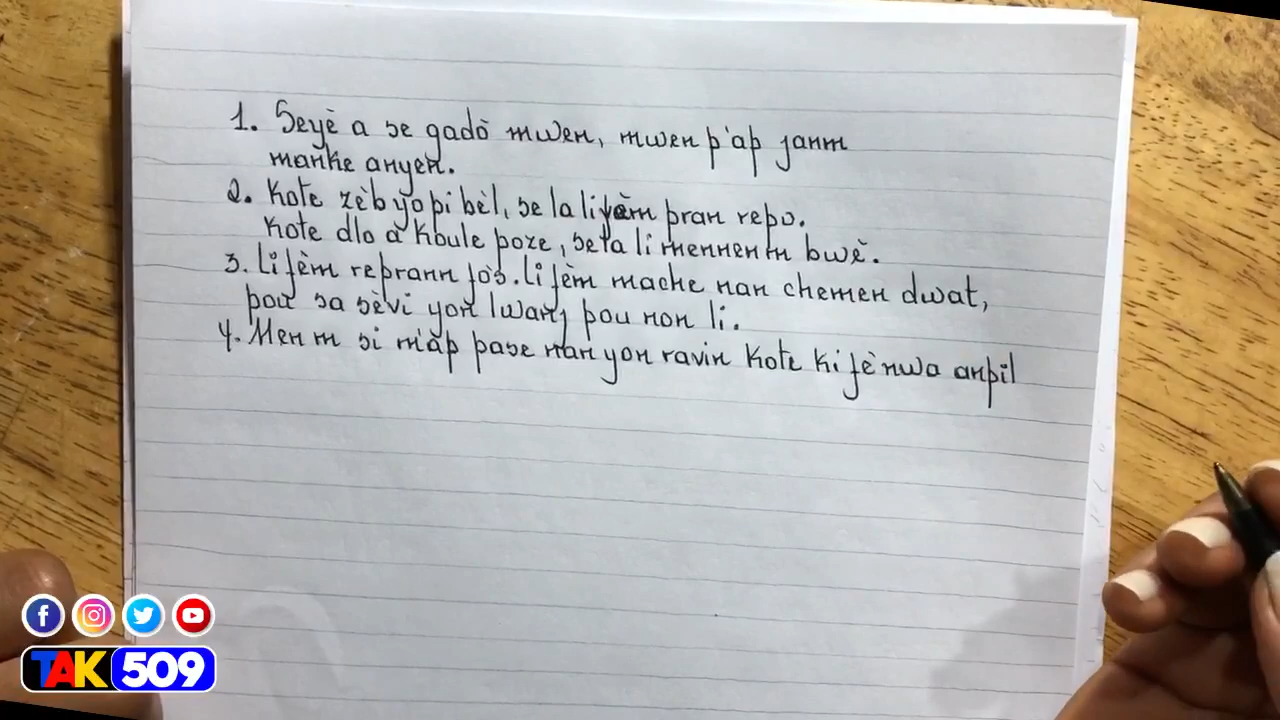 1. Seyè a se gadò mwen, mwen p'ap janm
manke anyen.
2. Kote zèb yo pi bèl, se la li fèm pran repo.
Kote dlo a koule poze, se la li mennen m bwè.
3. Li fèm reprann fòs. Li fèm mache nan chemen dwat,
pou sa sèvi yon lwanj pou non li.
4. Menm si m'ap pase nan yon ravin kote ki fè nwa anpil
TAK 509